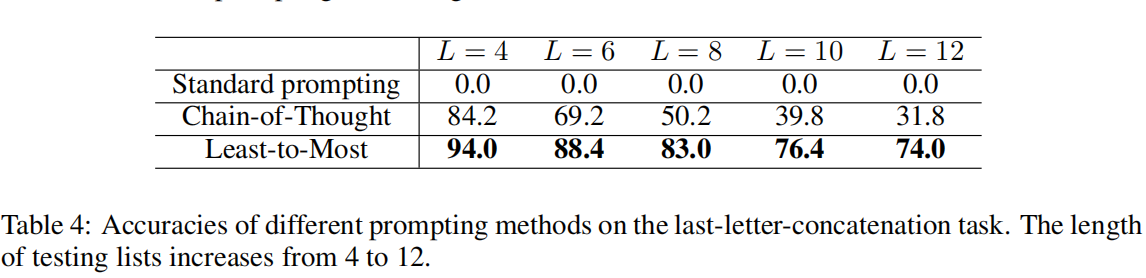 L = 4 L = 6 L = 8 L = 10 L = 12
Standard prompting 0.0 0.0 0.0 0.0 0.0
Chain-of-Thought 84.2 69.2 50.2 39.8 31.8
Least-to-Most 94.0 88.4 83.0 76.4 74.0
Table 4: Accuracies of different prompting methods on the last-letter-concatenation task. The length
of testing lists increases from 4 to 12.